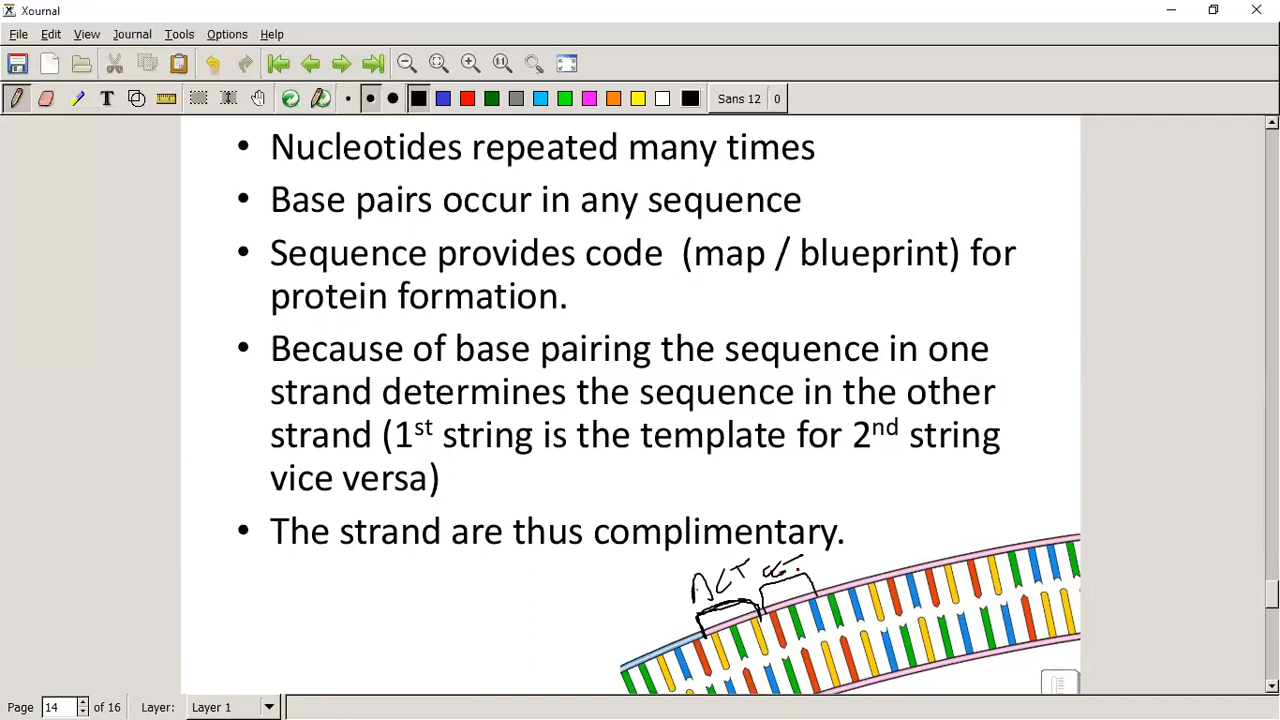 Xournal
File Edit View Journal Tools Options Help
Sans 12 0
• Nucleotides repeated many times
• Base pairs occur in any sequence
• Sequence provides code (map / blueprint) for
protein formation.
• Because of base pairing the sequence in one
strand determines the sequence in the other
strand (1st string is the template for 2nd string
vice versa)
• The strand are thus complimentary.
ACT
Page 14 of 16 Layer: Layer 1